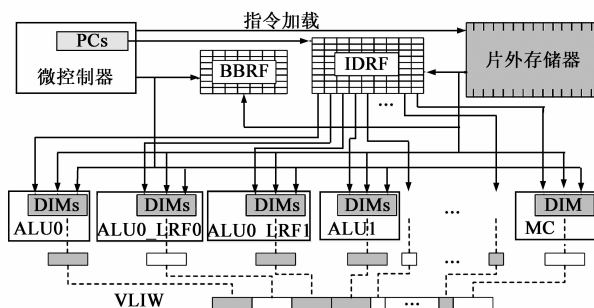 指令加载
PCs
微控制器
BBRF
IDRF
片外存储器
...
DIMs
DIMs
DIMs
DIMs
...
DIM
ALU0
ALU0_LRF0
ALU0_LRF1
ALU1
MC
...
VLIW
...